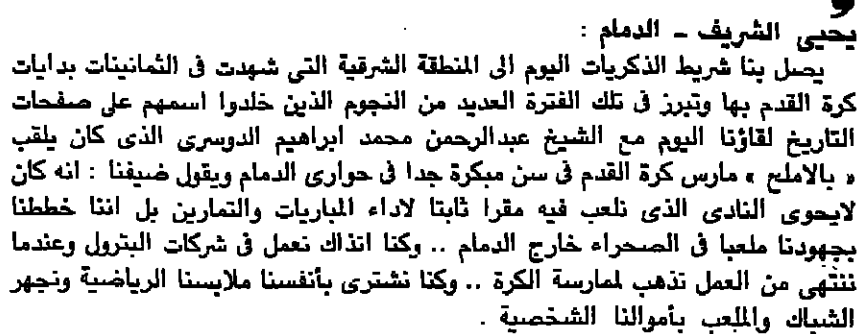 و
يحيى الشريف - الدمام :
يصل بنا شريط الذكريات اليوم الى المنطقة الشرقية التى شهدت فى الثمانينات بدايات
كرة القدم بها وتبرز فى تلك الفترة العديد من النجوم الذين خلدوا اسمهم على صفحات
التاريخ لقاؤنا اليوم مع الشيخ عبدالرحمن محمد ابراهيم الدوسرى الذى كان يلقب
« بالاملح » مارس كرة القدم فى سن مبكرة جدا فى حوارى الدمام ويقول ضيفنا : انه كان
لايحوى النادى الذى نلعب فيه مقرا ثابتا لاداء المباريات والتمارين بل اننا خططنا
بجهودنا ملعبا فى الصحراء خارج الدمام .. وكنا انذاك نعمل فى شركات البترول وعندما
ننتهى من العمل نذهب لمارسة الكرة .. وكنا نشترى بأنفسنا ملابسنا الرياضية ونجهر
الشباك والملعب بأموالنا الشخصية .